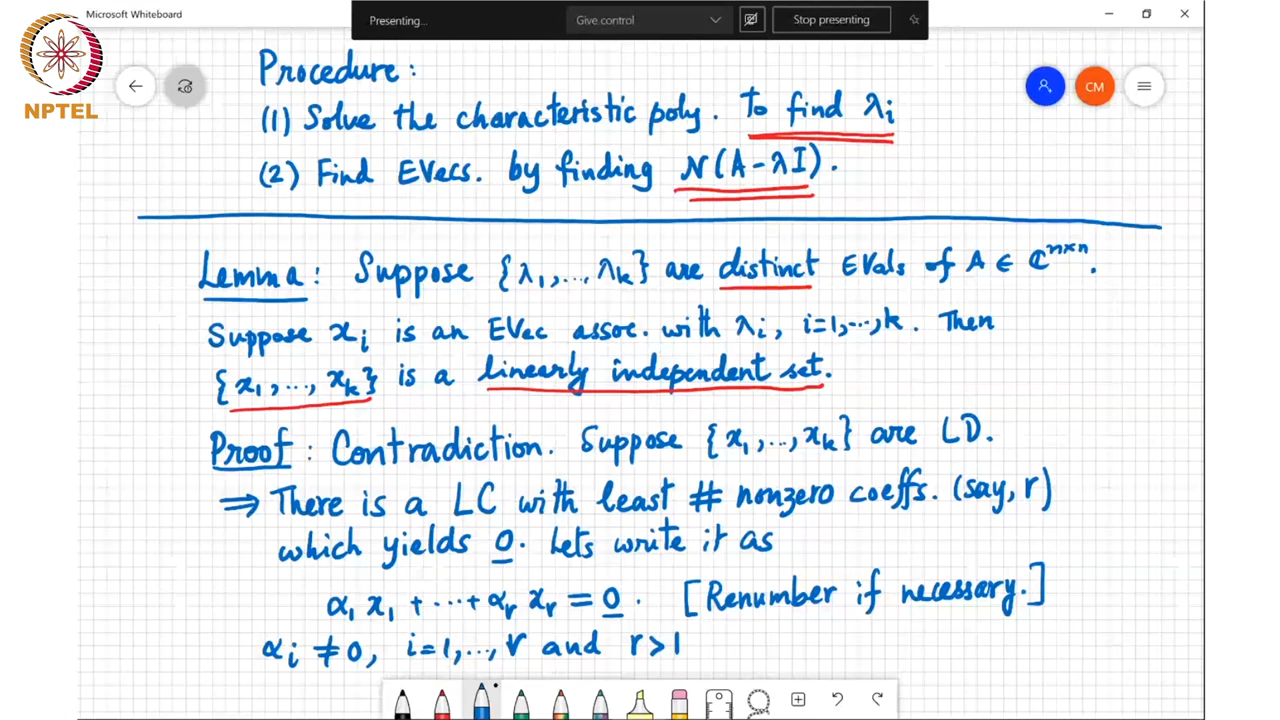 Microsoft Whiteboard
Presenting...
Give control
Stop presenting
NPTEL
CM
Procedure:
(1) Solve the characteristic poly. To find λi
(2) Find EVecs. by finding N(A-λI).
Lemma: Suppose {λ1,..., λk} are distinct EVals of A ∈ ℂ^{n×n}.
Suppose xi is an EVec assoc. with λi, i=1,...,k. Then
{x1,..., xk} is a linearly independent set.
Proof: Contradiction. Suppose {x1,..., xk} are LD.
⟹ There is a LC with least # nonzero coeffs. (say, r)
which yields 0. Lets write it as
α1 x1 + ... + αr xr = 0. [Renumber if necessary.]
αi ≠ 0, i=1,..., r and r>1